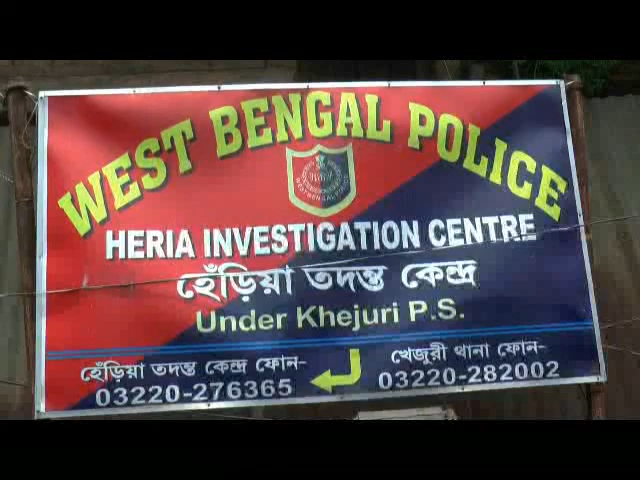 WEST BENGAL POLICE
HERIA INVESTIGATION CENTRE
হেঁড়িয়া তদন্ত কেন্দ্র
Under Khejuri P.S.
হেঁড়িয়া তদন্ত কেন্দ্র ফোন-
03220-276365
খেজুরী থানা ফোন-
03220-282002